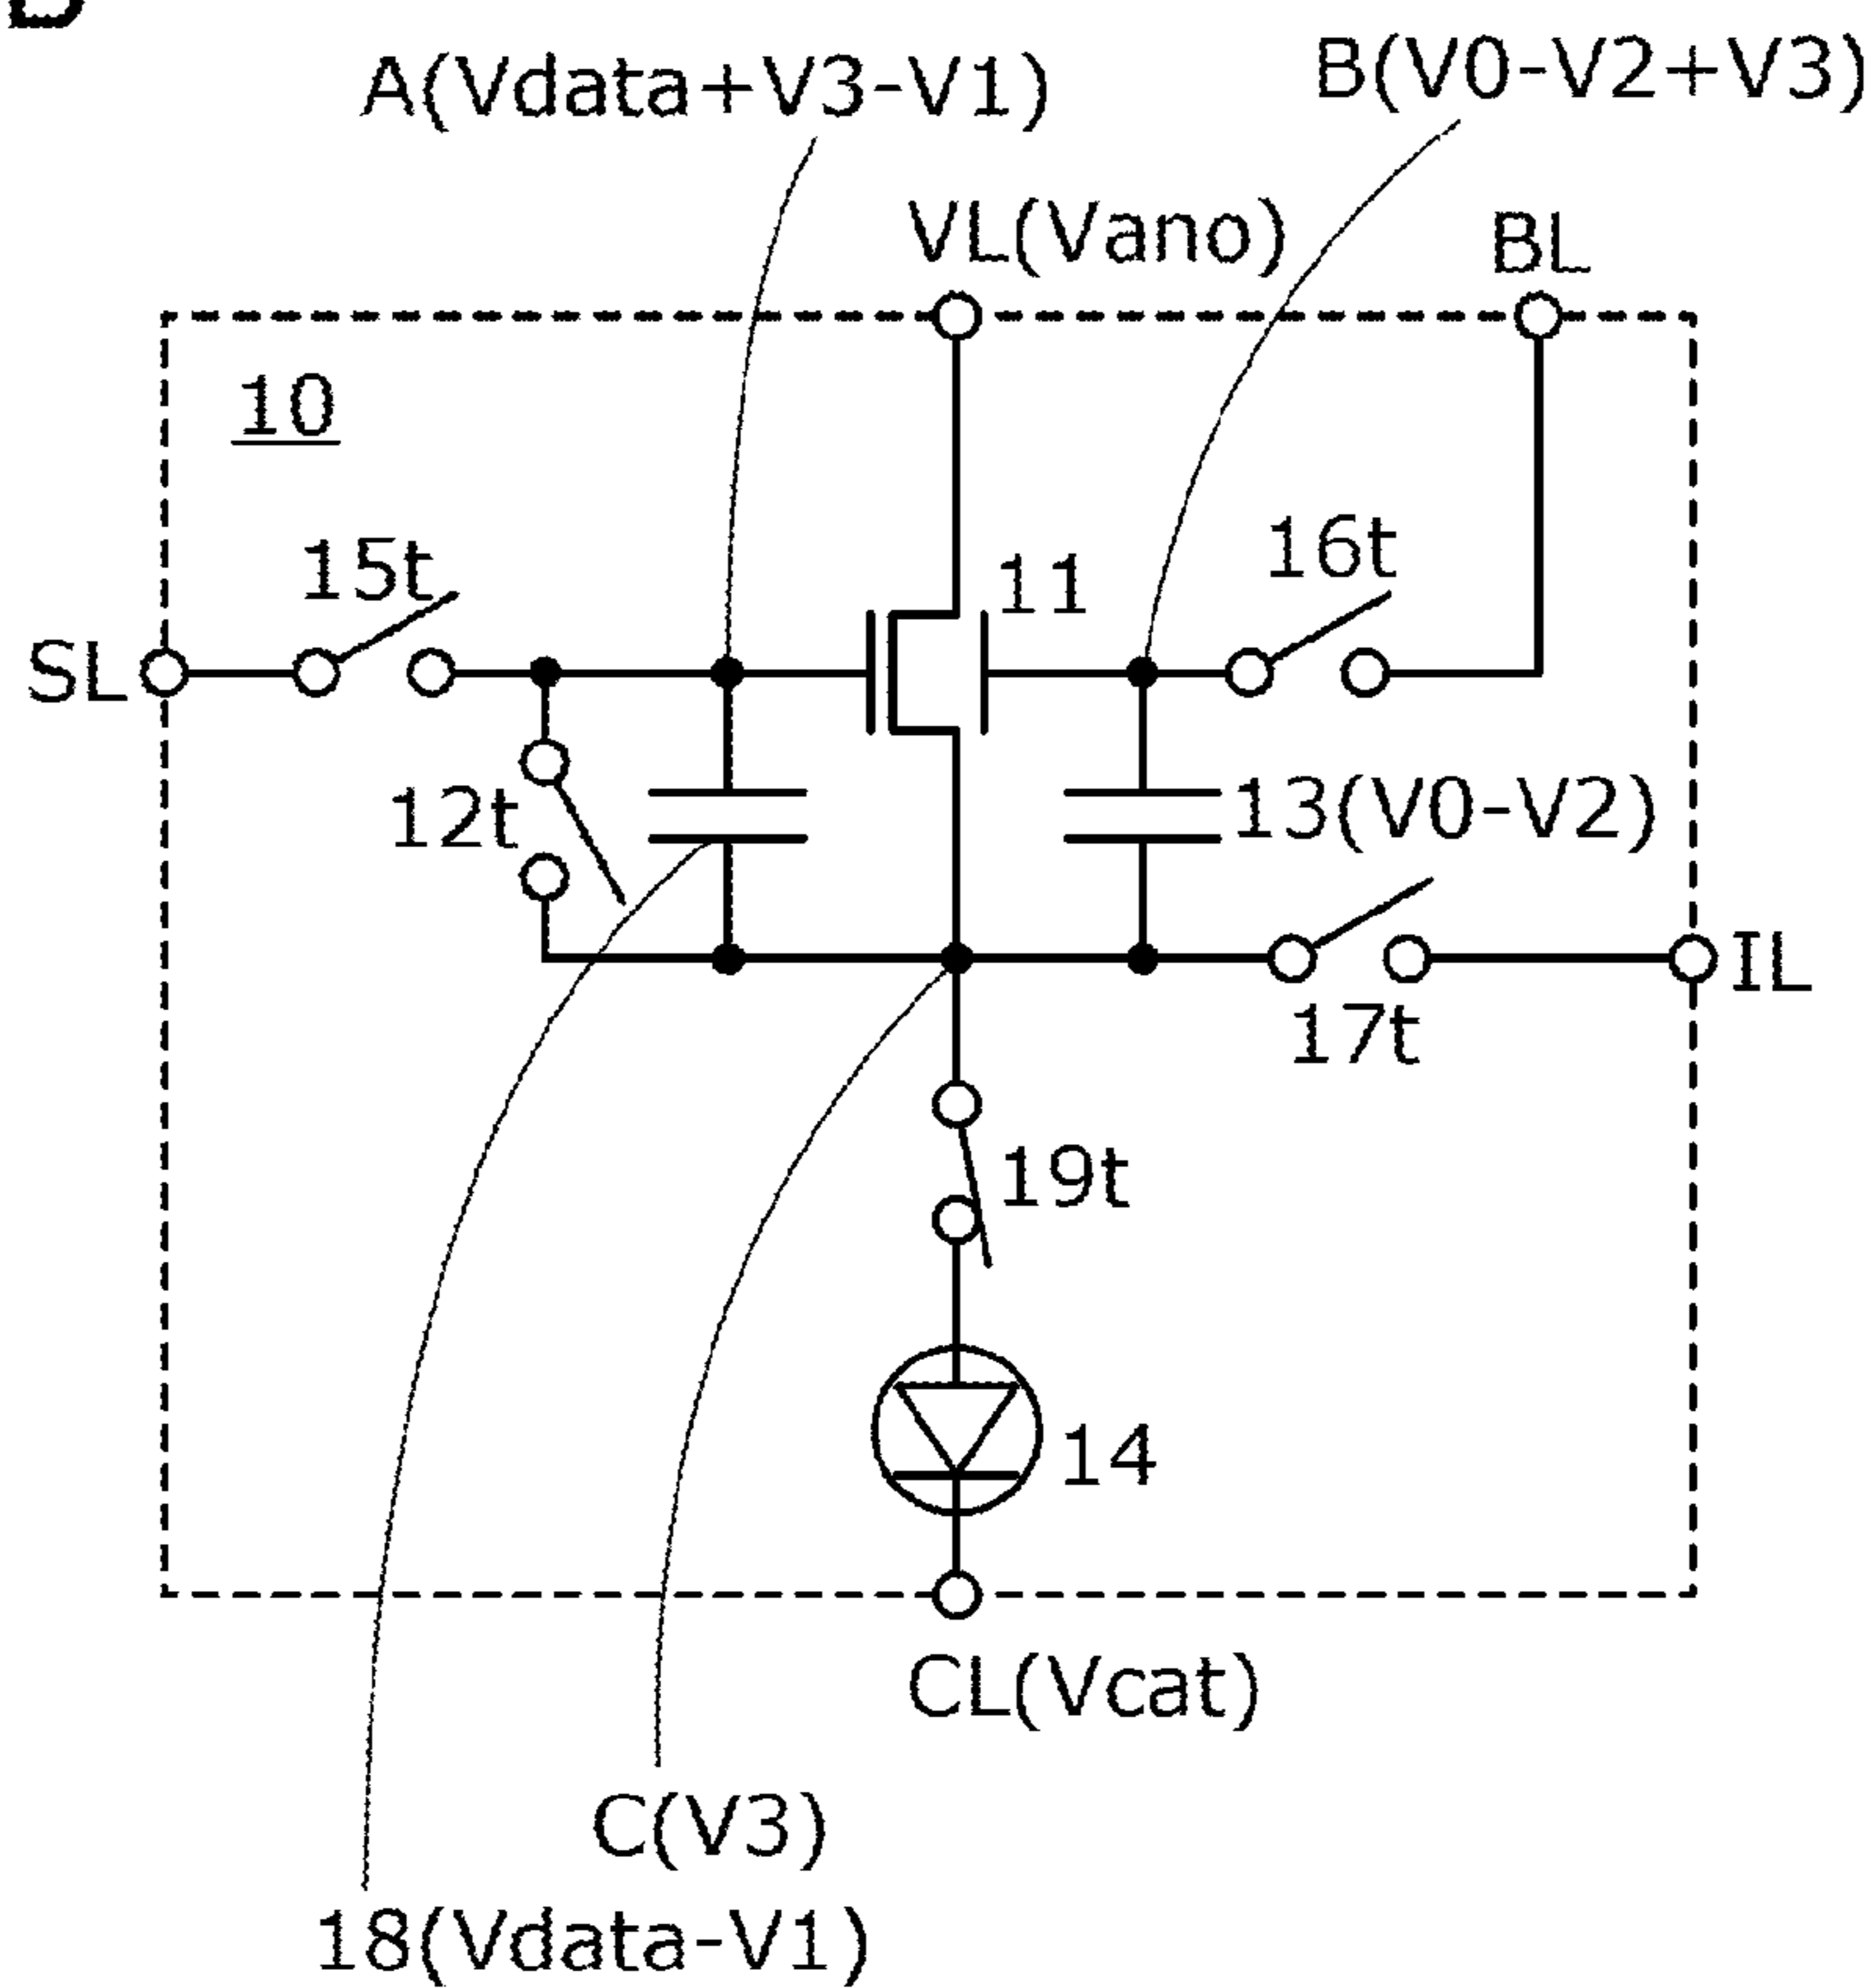 A(Vdata+V3-V1)
B(V0-V2+V3)
VL(Vano)
BL
10
15t
11
16t
SL
12t
13(V0-V2)
IL
17t
19t
14
CL(Vcat)
C(V3)
18(Vdata-V1)